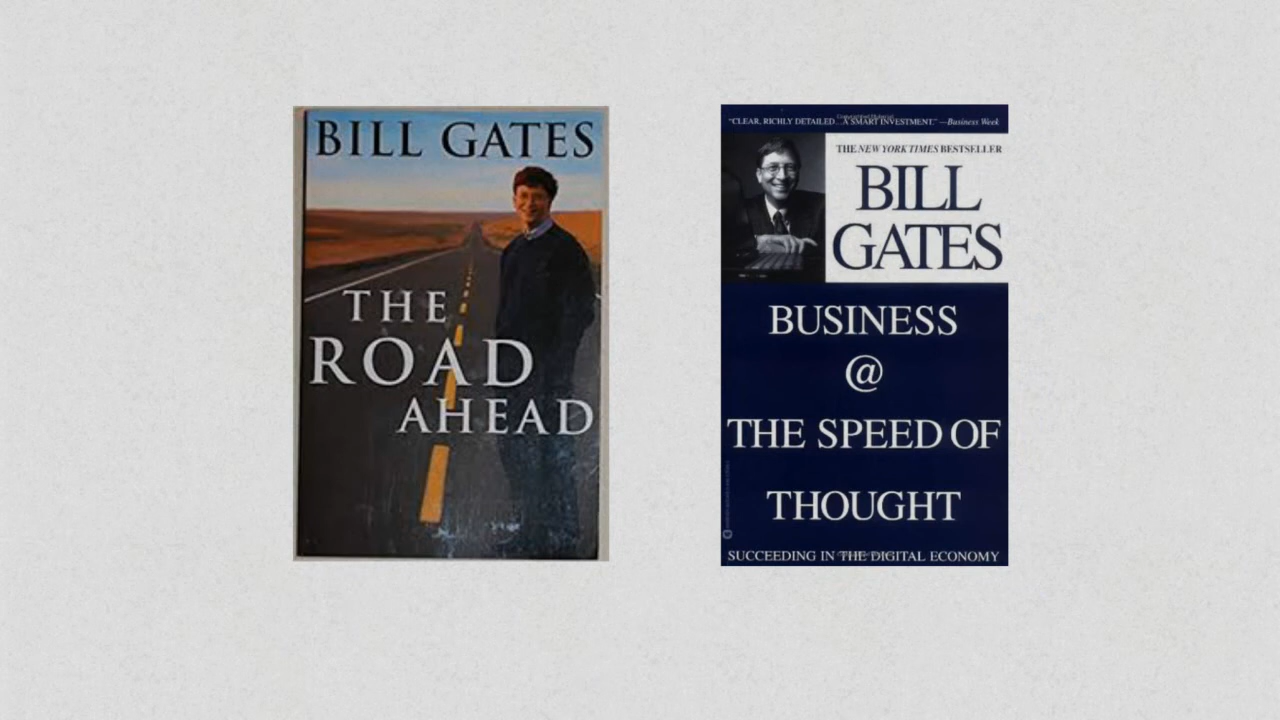 BILL GATES
THE
ROAD
AHEAD
"CLEAR, RICHLY DETAILED...A SMART INVESTMENT." —Business Week
THE NEW YORK TIMES BESTSELLER
BILL
GATES
BUSINESS
@
THE SPEED OF
THOUGHT
SUCCEEDING IN THE DIGITAL ECONOMY